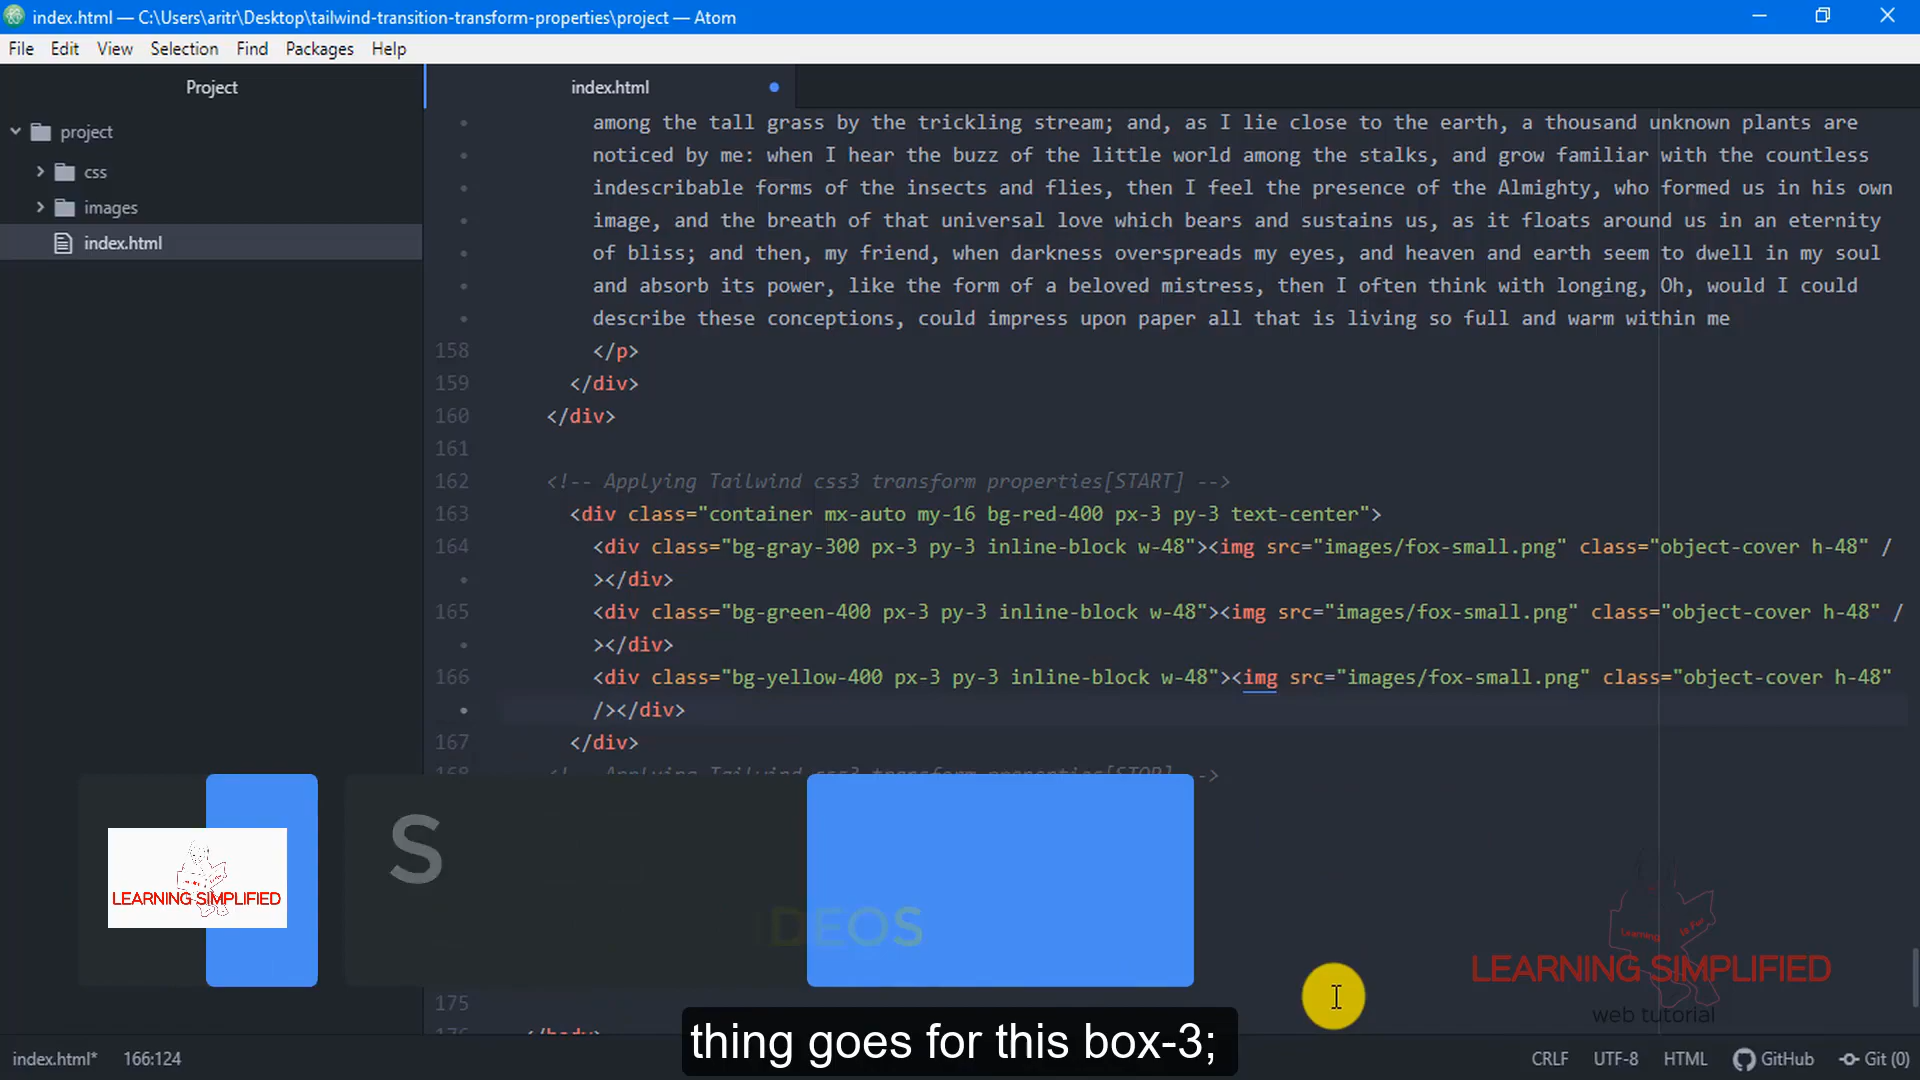 index.html — C:\Users\aritr\Desktop\tailwind-transition-transform-properties\project — Atom
File Edit View Selection Find Packages Help
Project
index.html
project
css
images
index.html
among the tall grass by the trickling stream; and, as I lie close to the earth, a thousand unknown plants are
noticed by me: when I hear the buzz of the little world among the stalks, and grow familiar with the countless
indescribable forms of the insects and flies, then I feel the presence of the Almighty, who formed us in his own
image, and the breath of that universal love which bears and sustains us, as it floats around us in an eternity
of bliss; and then, my friend, when darkness overspreads my eyes, and heaven and earth seem to dwell in my soul
and absorb its power, like the form of a beloved mistress, then I often think with longing, Oh, would I could
describe these conceptions, could impress upon paper all that is living so full and warm within me
158 </p>
159 </div>
160 </div>
161
162 <!-- Applying Tailwind css3 transform properties[START] -->
163 <div class="container mx-auto my-16 bg-red-400 px-3 py-3 text-center">
164 <div class="bg-gray-300 px-3 py-3 inline-block w-48"><img src="images/fox-small.png" class="object-cover h-48" /
></div>
165 <div class="bg-green-400 px-3 py-3 inline-block w-48"><img src="images/fox-small.png" class="object-cover h-48" /
></div>
166 <div class="bg-yellow-400 px-3 py-3 inline-block w-48"><img src="images/fox-small.png" class="object-cover h-48"
/></div>
167 </div>
168 <!-- Applying Tailwind css3 transform properties[STOP] -->
S
DEOS
LEARNING SIMPLIFIED
LEARNING SIMPLIFIED
web tutorial
175
176 </body>
thing goes for this box-3;
index.html* 166:124 CRLF UTF-8 HTML GitHub Git (0)